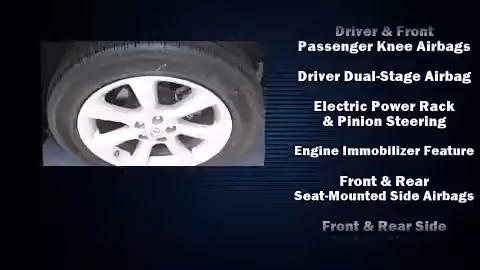 Driver & Front
Passenger Knee Airbags
Driver Dual-Stage Airbag
Electric Power Rack
& Pinion Steering
Engine Immobilizer Feature
Front & Rear
Seat-Mounted Side Airbags
Front & Rear Side